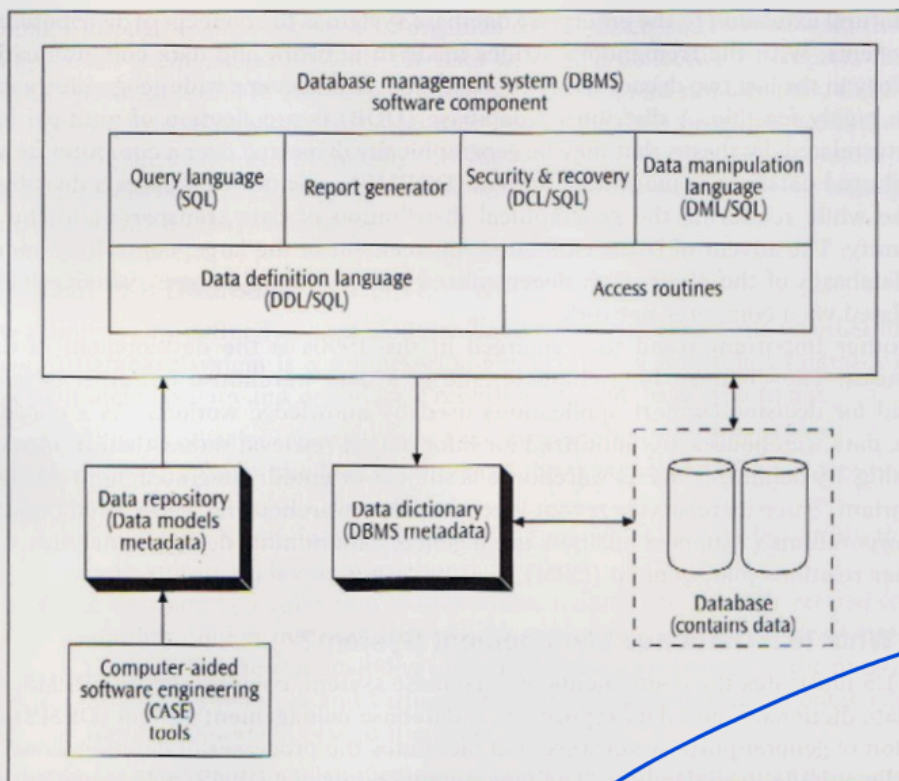 Database management system (DBMS)
software component
Query language
(SQL)
Report generator
Security & recovery
(DCL/SQL)
Data manipulation
language
(DML/SQL)
Data definition language
(DDL/SQL)
Access routines
Data repository
(Data models
metadata)
Data dictionary
(DBMS metadata)
Database
(contains data)
Computer-aided
software engineering
(CASE)
tools